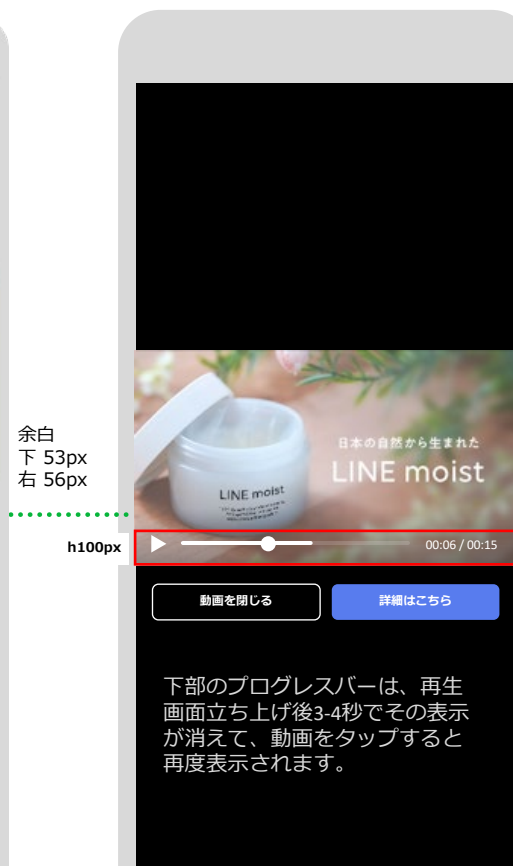 日本の自然から生まれた
LINE moist
LINE moist
余白
下 53px
右 56px
h100px
00:06 / 00:15
動画を閉じる
詳細はこちら
下部のプログレスバーは、再生
画面立ち上げ後3-4秒でその表示
が消えて、動画をタップすると
再度表示されます。